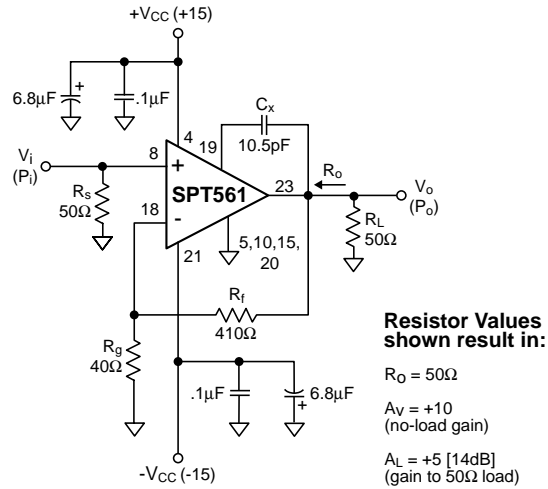 +VCC (+15)
6.8μF
+
.1μF
Cx
10.5pF
19
4
Vi
(Pi)
8
+
SPT561
23
Ro
Vo
(Po)
Rs
50Ω
18
-
5,10,15,
20
21
RL
50Ω
Rf
410Ω
Rg
40Ω
.1μF
6.8μF
+
-VCC (-15)
Resistor Values
shown result in:
Ro = 50Ω
Av = +10
(no-load gain)
AL = +5 [14dB]
(gain to 50Ω load)